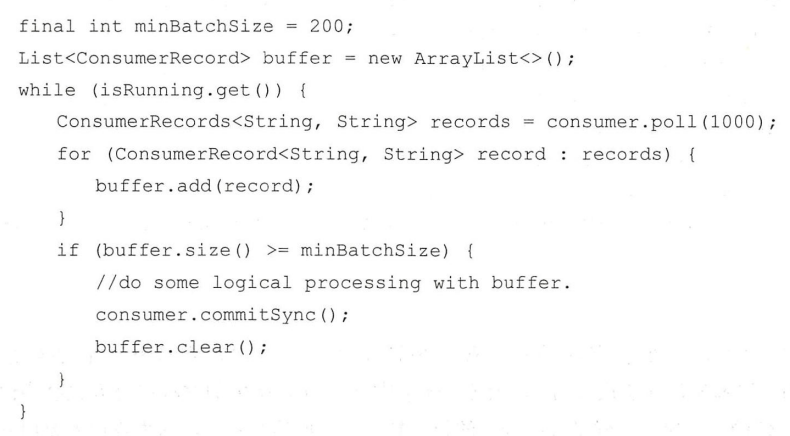 final int minBatchSize = 200;
List<ConsumerRecord> buffer = new ArrayList<>();
while (isRunning.get()) {
    ConsumerRecords<String, String> records = consumer.poll(1000);
    for (ConsumerRecord<String, String> record : records) {
        buffer.add(record);
    }
    if (buffer.size() >= minBatchSize) {
        //do some logical processing with buffer.
        consumer.commitSync();
        buffer.clear();
    }
}